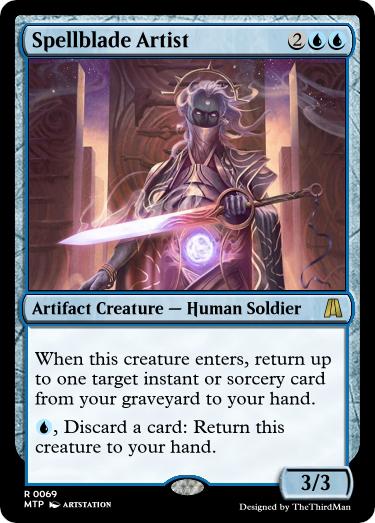 Spellblade Artist 2
Artifact Creature — Human Soldier
When this creature enters, return up
to one target instant or sorcery card
from your graveyard to your hand.
, Discard a card: Return this
creature to your hand.
3/3
R 0069
MTP ARTSTATION
Designed by TheThirdMan